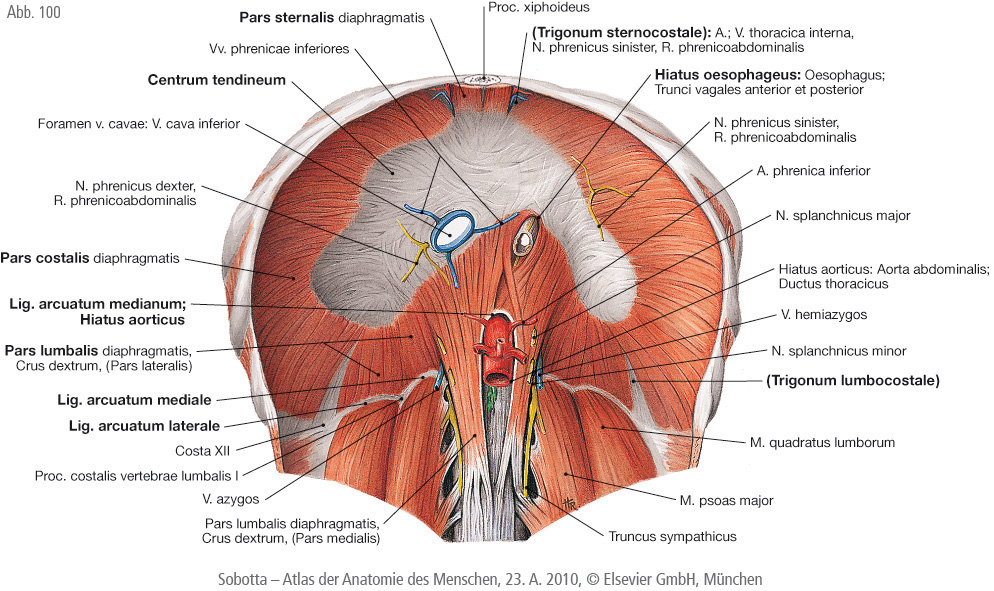 Abb. 100
Pars sternalis diaphragmatis
Vv. phrenicae inferiores
Centrum tendineum
Foramen v. cavae: V. cava inferior
N. phrenicus dexter,
R. phrenicoabdominalis
Pars costalis diaphragmatis
Lig. arcuatum medianum;
Hiatus aorticus
Pars lumbalis diaphragmatis,
Crus dextrum, (Pars lateralis)
Lig. arcuatum mediale
Lig. arcuatum laterale
Costa XII
Proc. costalis vertebrae lumbalis I
V. azygos
Pars lumbalis diaphragmatis,
Crus dextrum, (Pars medialis)
Proc. xiphoideus
(Trigonum sternocostale): A.; V. thoracica interna,
N. phrenicus sinister, R. phrenicoabdominalis
Hiatus oesophageus: Oesophagus;
Trunci vagales anterior et posterior
N. phrenicus sinister,
R. phrenicoabdominalis
A. phrenica inferior
N. splanchnicus major
Hiatus aorticus: Aorta abdominalis;
Ductus thoracicus
V. hemiazygos
N. splanchnicus minor
(Trigonum lumbocostale)
M. quadratus lumborum
M. psoas major
Truncus sympathicus
Sobotta – Atlas der Anatomie des Menschen, 23. A. 2010, © Elsevier GmbH, München